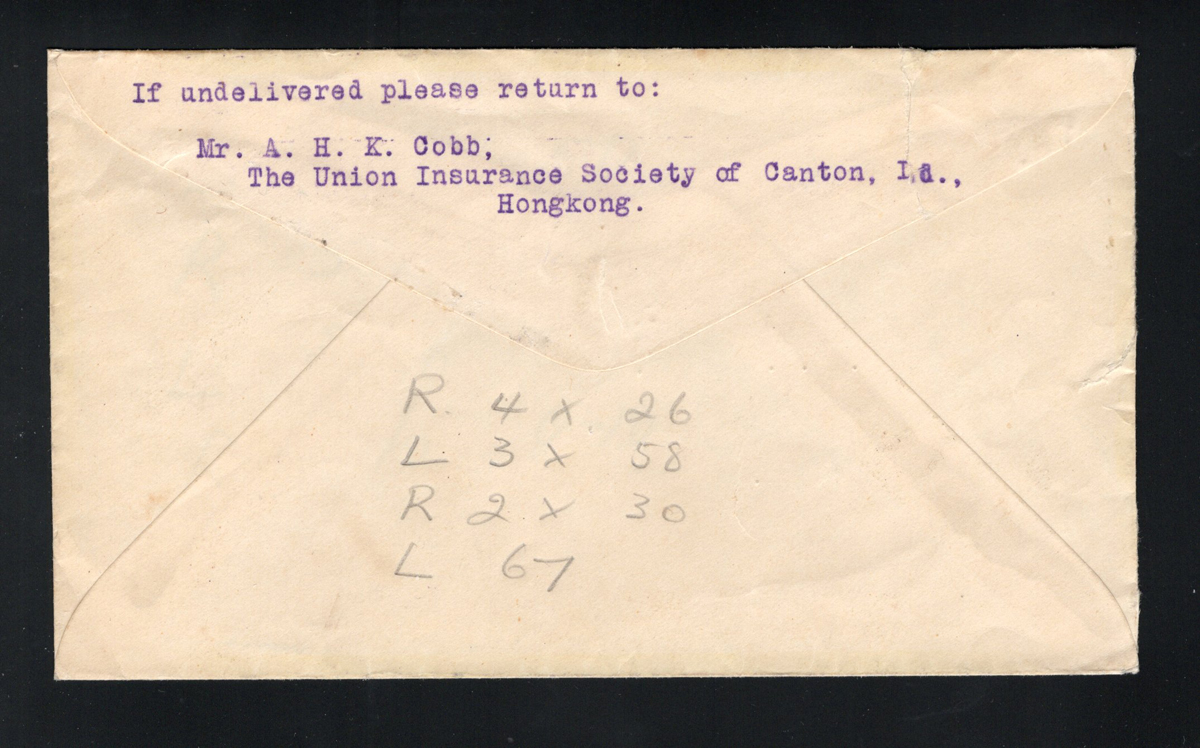 If undelivered please return to:
Mr. A. H. K. Cobb,
The Union Insurance Society of Canton, Ld.,
Hongkong.
R. 4 x 26
L 3 x 58
R 2 x 30
L 67